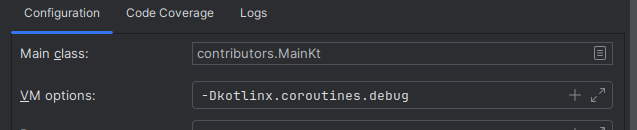 Configuration Code Coverage Logs
Main class: contributors.MainKt
VM options: -Dkotlinx.coroutines.debug